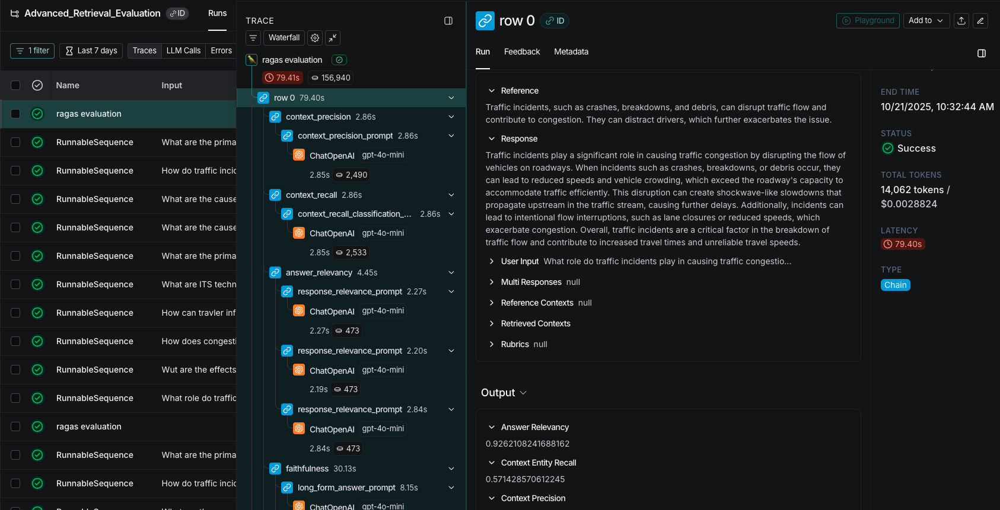 Advanced_Retrieval_Evaluation
ID
Runs
1 filter
Last 7 days
Traces
LLM Calls
Errors
Name
Input
ragas evaluation
RunnableSequence What are the prima
RunnableSequence How do traffic incic
RunnableSequence What are the cause
RunnableSequence What are the cause
RunnableSequence What are the prima
RunnableSequence What are ITS techn
RunnableSequence How can travler inf
RunnableSequence How does congesti
RunnableSequence Wut are the effects
RunnableSequence What role do traffic
ragas evaluation
RunnableSequence What are the prima
RunnableSequence How do traffic incic
TRACE
Waterfall
ragas evaluation
79.41s 156,940
row 0 79.40s
context_precision 2.86s
context_precision_prompt 2.86s
ChatOpenAI gpt-4o-mini
2.85s 2,490
context_recall 2.86s
context_recall_classification_... 2.86s
ChatOpenAI gpt-4o-mini
2.85s 2,533
answer_relevancy 4.45s
response_relevance_prompt 2.27s
ChatOpenAI gpt-4o-mini
2.27s 473
response_relevance_prompt 2.20s
ChatOpenAI gpt-4o-mini
2.19s 473
response_relevance_prompt 2.84s
ChatOpenAI gpt-4o-mini
2.84s 473
faithfulness 30.13s
long_form_answer_prompt 8.15s
ChatOpenAI gpt-4o-mini
row 0
ID
Playground
Add to
Run
Feedback
Metadata
Reference
Traffic incidents, such as crashes, breakdowns, and debris, can disrupt traffic flow and
contribute to congestion. They can distract drivers, which further exacerbates the issue.
Response
Traffic incidents play a significant role in causing traffic congestion by disrupting the flow of
vehicles on roadways. When incidents such as crashes, breakdowns, or debris occur, they
can lead to reduced speeds and vehicle crowding, which exceed the roadway's capacity to
accommodate traffic efficiently. This disruption can create shockwave-like slowdowns that
propagate upstream in the traffic stream, causing further delays. Additionally, incidents can
lead to intentional flow interruptions, such as lane closures or reduced speeds, which
exacerbate congestion. Overall, traffic incidents are a critical factor in the breakdown of
traffic flow and contribute to increased travel times and unreliable travel speeds.
User Input What role do traffic incidents play in causing traffic congestio...
Multi Responses null
Reference Contexts null
Retrieved Contexts
Rubrics null
Output
Answer Relevancy
0.9262108241688162
Context Entity Recall
0.571428570612245
Context Precision
END TIME
10/21/2025, 10:32:44 AM
STATUS
Success
TOTAL TOKENS
14,062 tokens /
$0.0028824
LATENCY
79.40s
TYPE
Chain